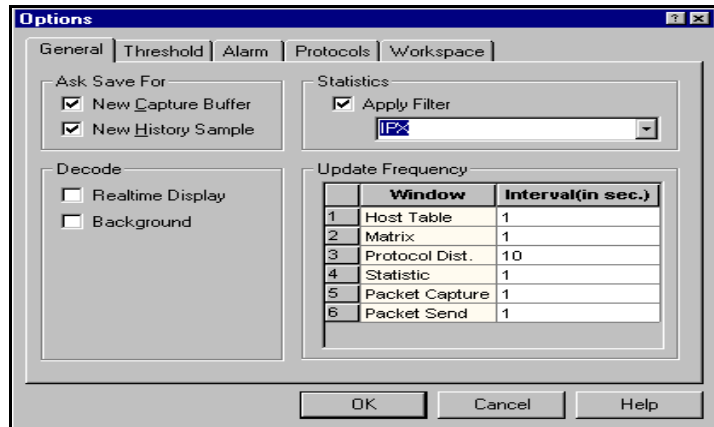 Options
General Threshold Alarm Protocols Workspace
Ask Save For
New Capture Buffer
New History Sample
Statistics
Apply Filter
IPX
Decode
Realtime Display
Background
Update Frequency
Window Interval(in sec.)
1 Host Table 1
2 Matrix 1
3 Protocol Dist. 10
4 Statistic 1
5 Packet Capture 1
6 Packet Send 1
OK Cancel Help